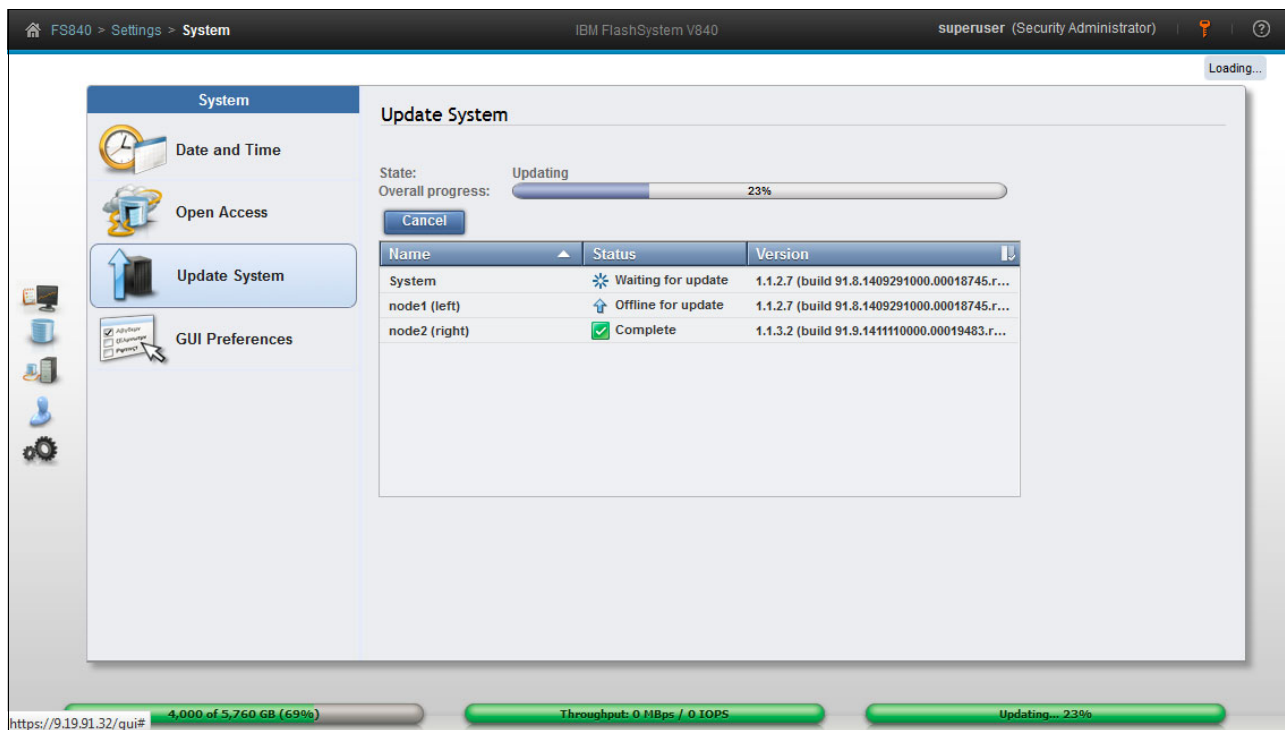 FS840 > Settings > System
IBM FlashSystem V840
superuser (Security Administrator)
Loading...
System
Date and Time
Open Access
Update System
GUI Preferences
Update System
State: Updating
Overall progress: 23%
Cancel
Name Status Version
System Waiting for update 1.1.2.7 (build 91.8.1409291000.00018745.r...
node1 (left) Offline for update 1.1.2.7 (build 91.8.1409291000.00018745.r...
node2 (right) Complete 1.1.3.2 (build 91.9.1411110000.00019483.r...
4,000 of 5,760 GB (69%)
Throughput: 0 MBps / 0 IOPS
Updating... 23%
https://9.19.91.32/gui#